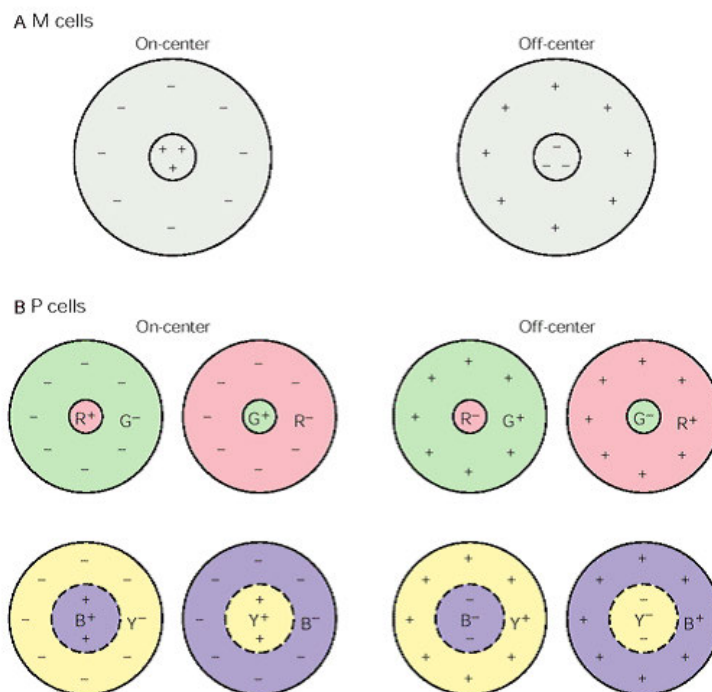 A M cells
On-center Off-center
− − − − − − − −
+ + +
+ + + + + + + +
− − −
B P cells
On-center Off-center
R⁺ G⁻ G⁺ R⁻ R⁻ G⁺ G⁻ R⁺
B⁺ Y⁻ Y⁺ B⁻ B⁻ Y⁺ Y⁻ B⁺